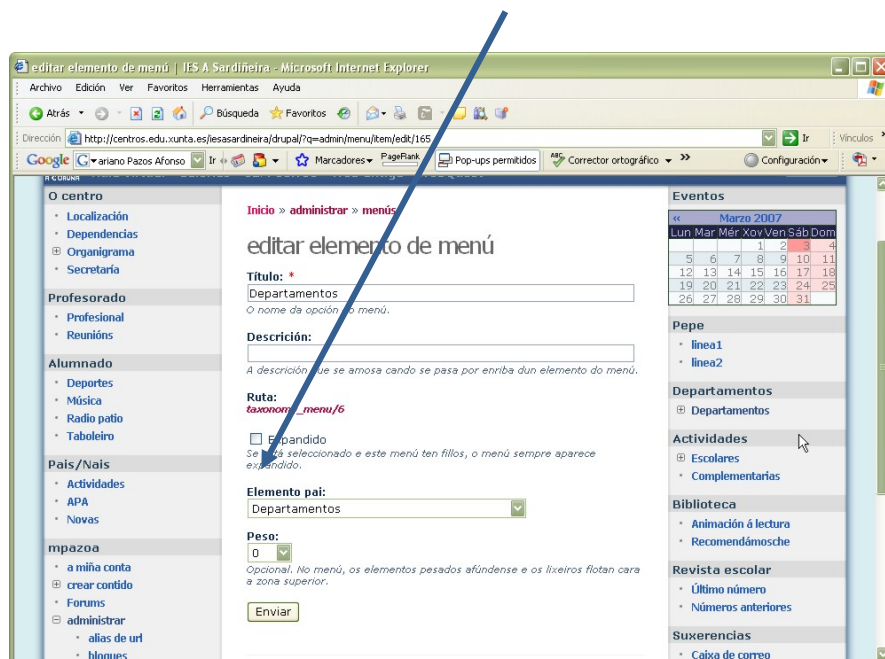 editar elemento de menú | IES A Sardiñeira - Microsoft Internet Explorer
Archivo Edición Ver Favoritos Herramientas Ayuda
Atrás Búsqueda Favoritos
Dirección http://centros.edu.xunta.es/iesasardineira/drupal/?q=admin/menu/item/edit/165 Ir Vínculos
Google ariano Pazos Afonso Ir Marcadores PageRank Pop-ups permitidos Corrector ortográfico Configuración
O centro
Localización
Dependencias
Organigrama
Secretaría
Profesorado
Profesional
Reunións
Alumnado
Deportes
Música
Radio patio
Taboleiro
Pais/Nais
Actividades
APA
Novas
mpazoa
a miña conta
crear contido
Forums
administrar
alias de url
bloques
Inicio » administrar » menús
editar elemento de menú
Título: *
Departamentos
O nome da opción do menú.
Descrición:
A descrición que se amosa cando se pasa por enriba dun elemento do menú.
Ruta:
taxonomy_menu/6
Expandido
Se está seleccionado e este menú ten fillos, o menú sempre aparece
expandido.
Elemento pai:
Departamentos
Peso:
0
Opcional. No menú, os elementos pesados afúndense e os lixeiros flotan cara
a zona superior.
Enviar
Eventos
« Marzo 2007
Lun Mar Mér Xov Ven Sáb Dom
1 2 3 4
5 6 7 8 9 10 11
12 13 14 15 16 17 18
19 20 21 22 23 24 25
26 27 28 29 30 31
Pepe
linea1
linea2
Departamentos
Departamentos
Actividades
Escolares
Complementarias
Biblioteca
Animación á lectura
Recomendámosche
Revista escolar
Último número
Números anteriores
Suxerencias
Caixa de correo